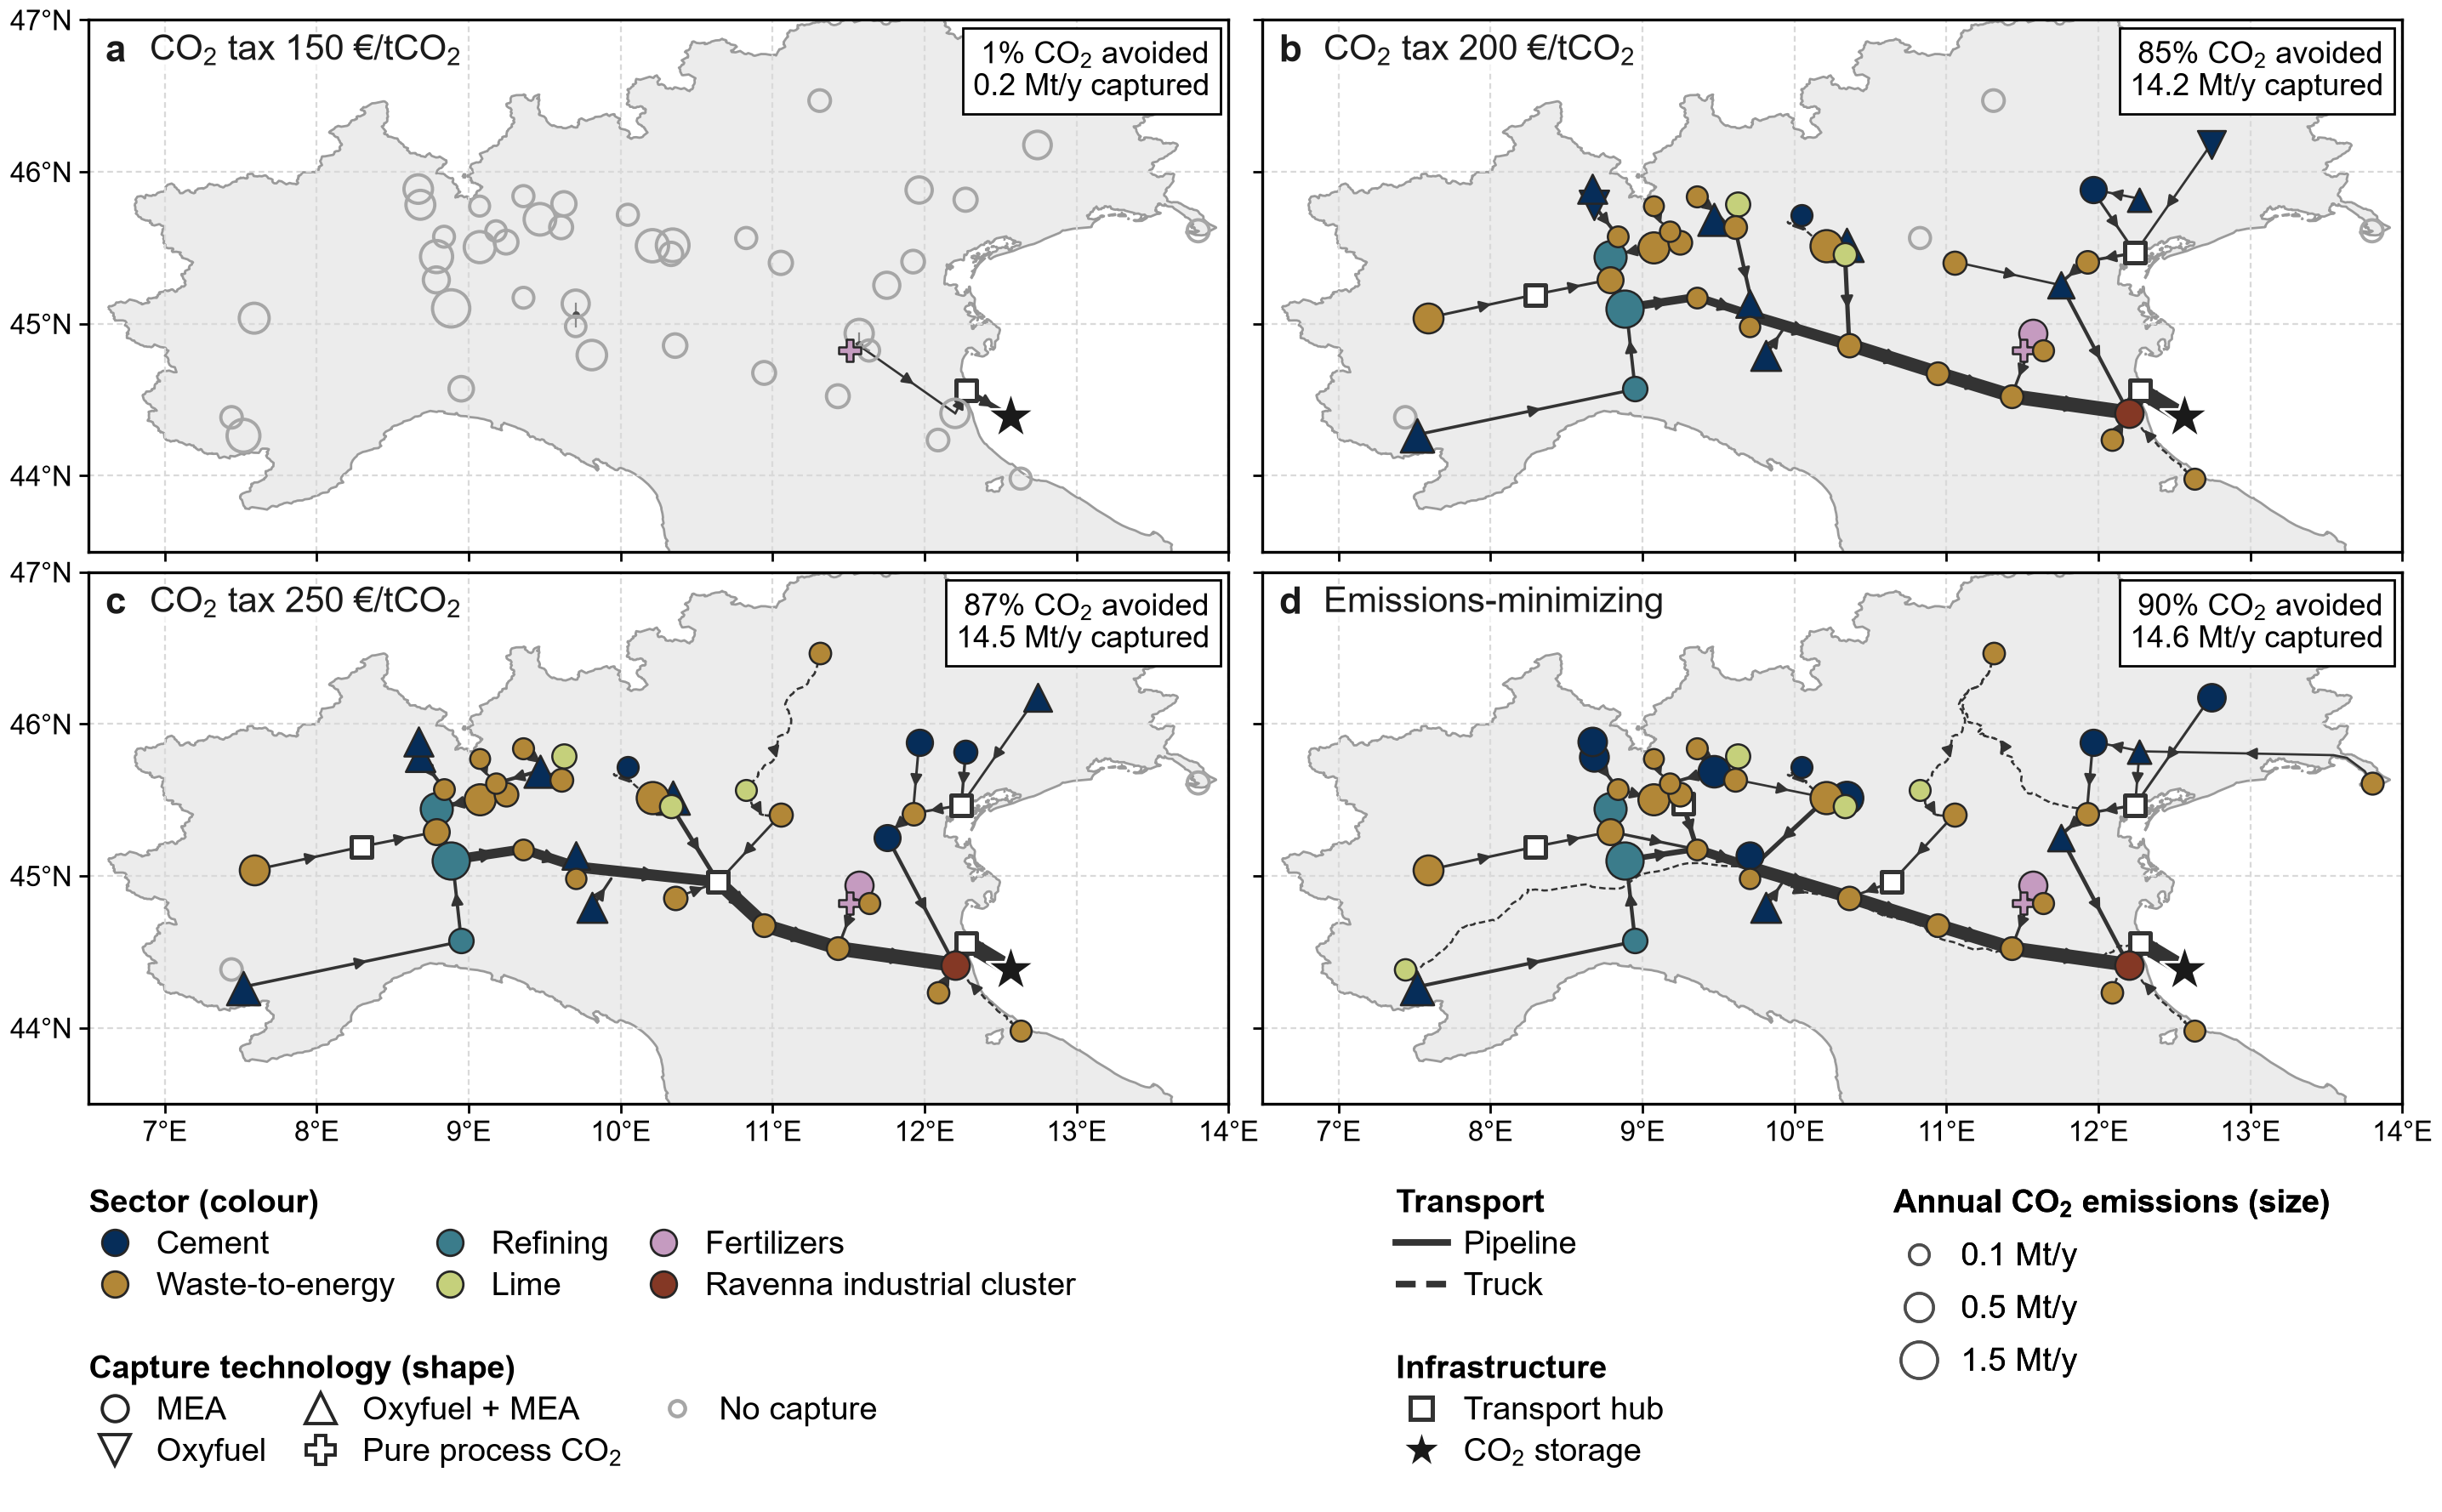 47°N
46°N
45°N
44°N
a CO₂ tax 150 €/tCO₂
1% CO₂ avoided
0.2 Mt/y captured
b CO₂ tax 200 €/tCO₂
85% CO₂ avoided
14.2 Mt/y captured
47°N
46°N
45°N
44°N
c CO₂ tax 250 €/tCO₂
87% CO₂ avoided
14.5 Mt/y captured
d Emissions-minimizing
90% CO₂ avoided
14.6 Mt/y captured
7°E 8°E 9°E 10°E 11°E 12°E 13°E 14°E
7°E 8°E 9°E 10°E 11°E 12°E 13°E 14°E
Sector (colour)
Cement Refining Fertilizers
Waste-to-energy Lime Ravenna industrial cluster
Capture technology (shape)
MEA Oxyfuel + MEA No capture
Oxyfuel Pure process CO₂
Transport
Pipeline
Truck
Infrastructure
Transport hub
CO₂ storage
Annual CO₂ emissions (size)
0.1 Mt/y
0.5 Mt/y
1.5 Mt/y